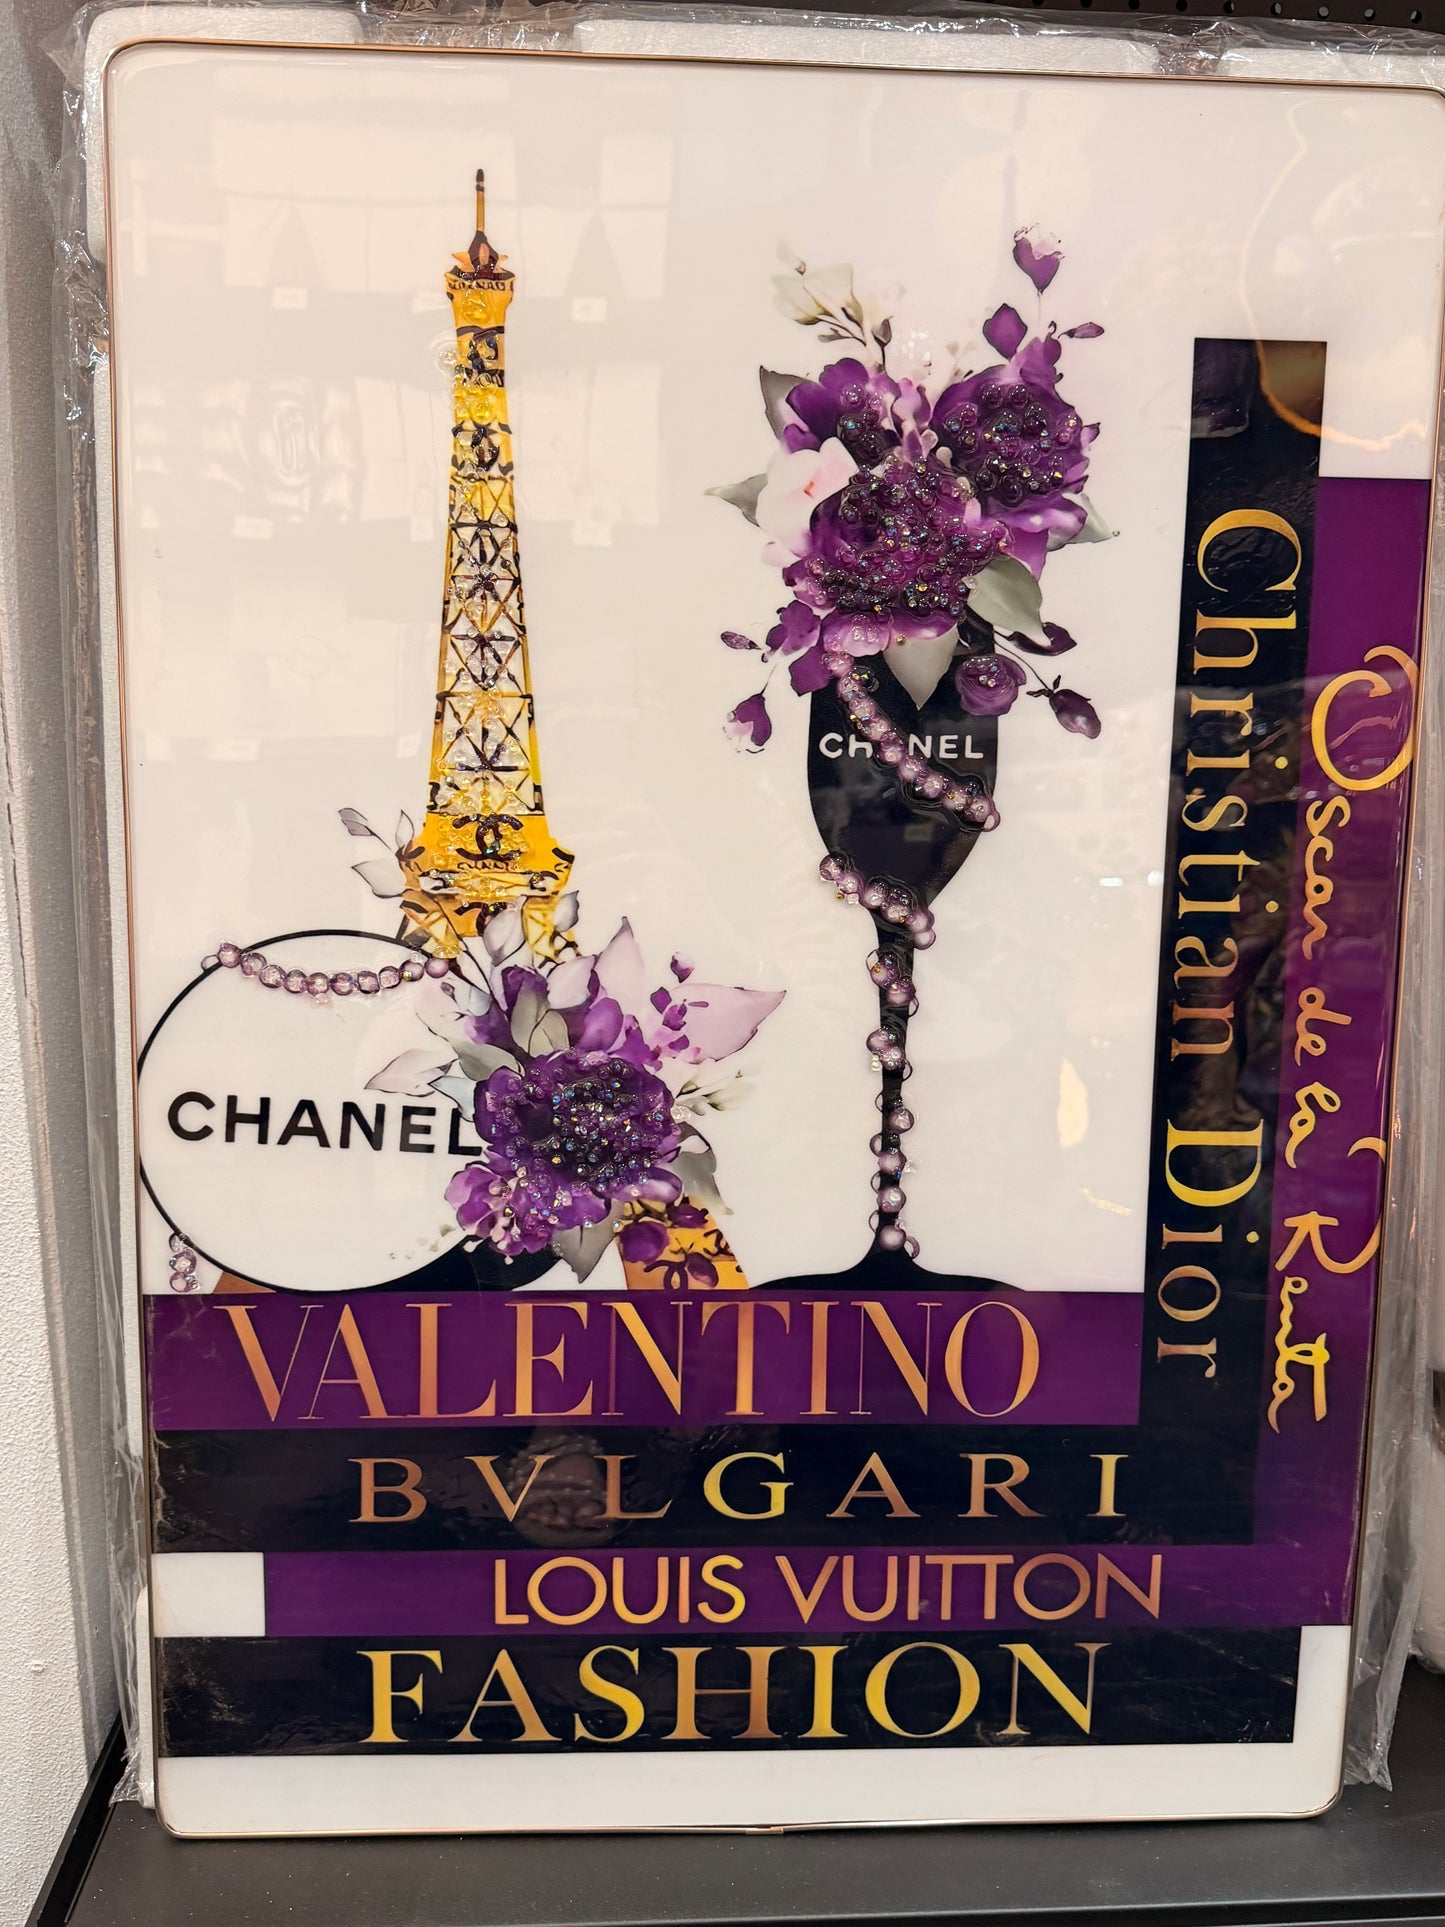 CHANEL
CHANEL
Christian Dior
Oscar de la Renta
VALENTINO
BVLGARI
LOUIS VUITTON
FASHION